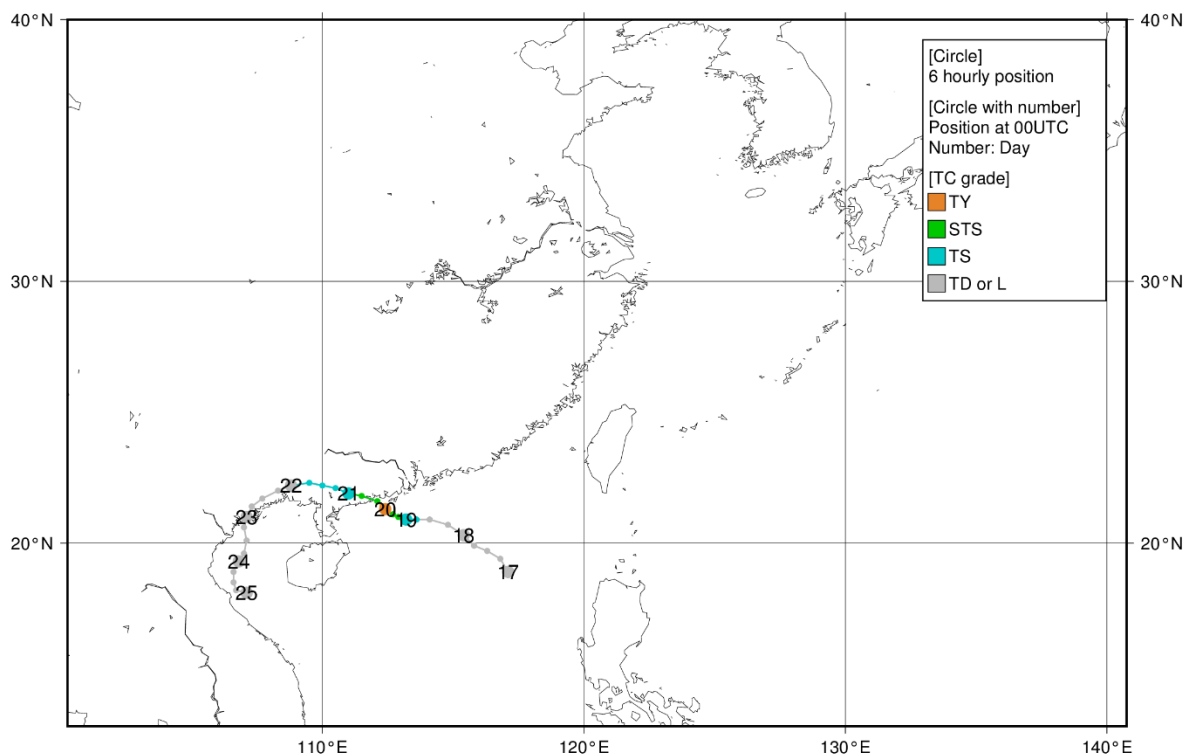 40°N
40°N
[Circle]
6 hourly position
[Circle with number]
Position at 00UTC
Number: Day
[TC grade]
TY
STS
TS
TD or L
30°N
30°N
22
21
20
19
18
17
23
24
25
20°N
20°N
110°E
120°E
130°E
140°E